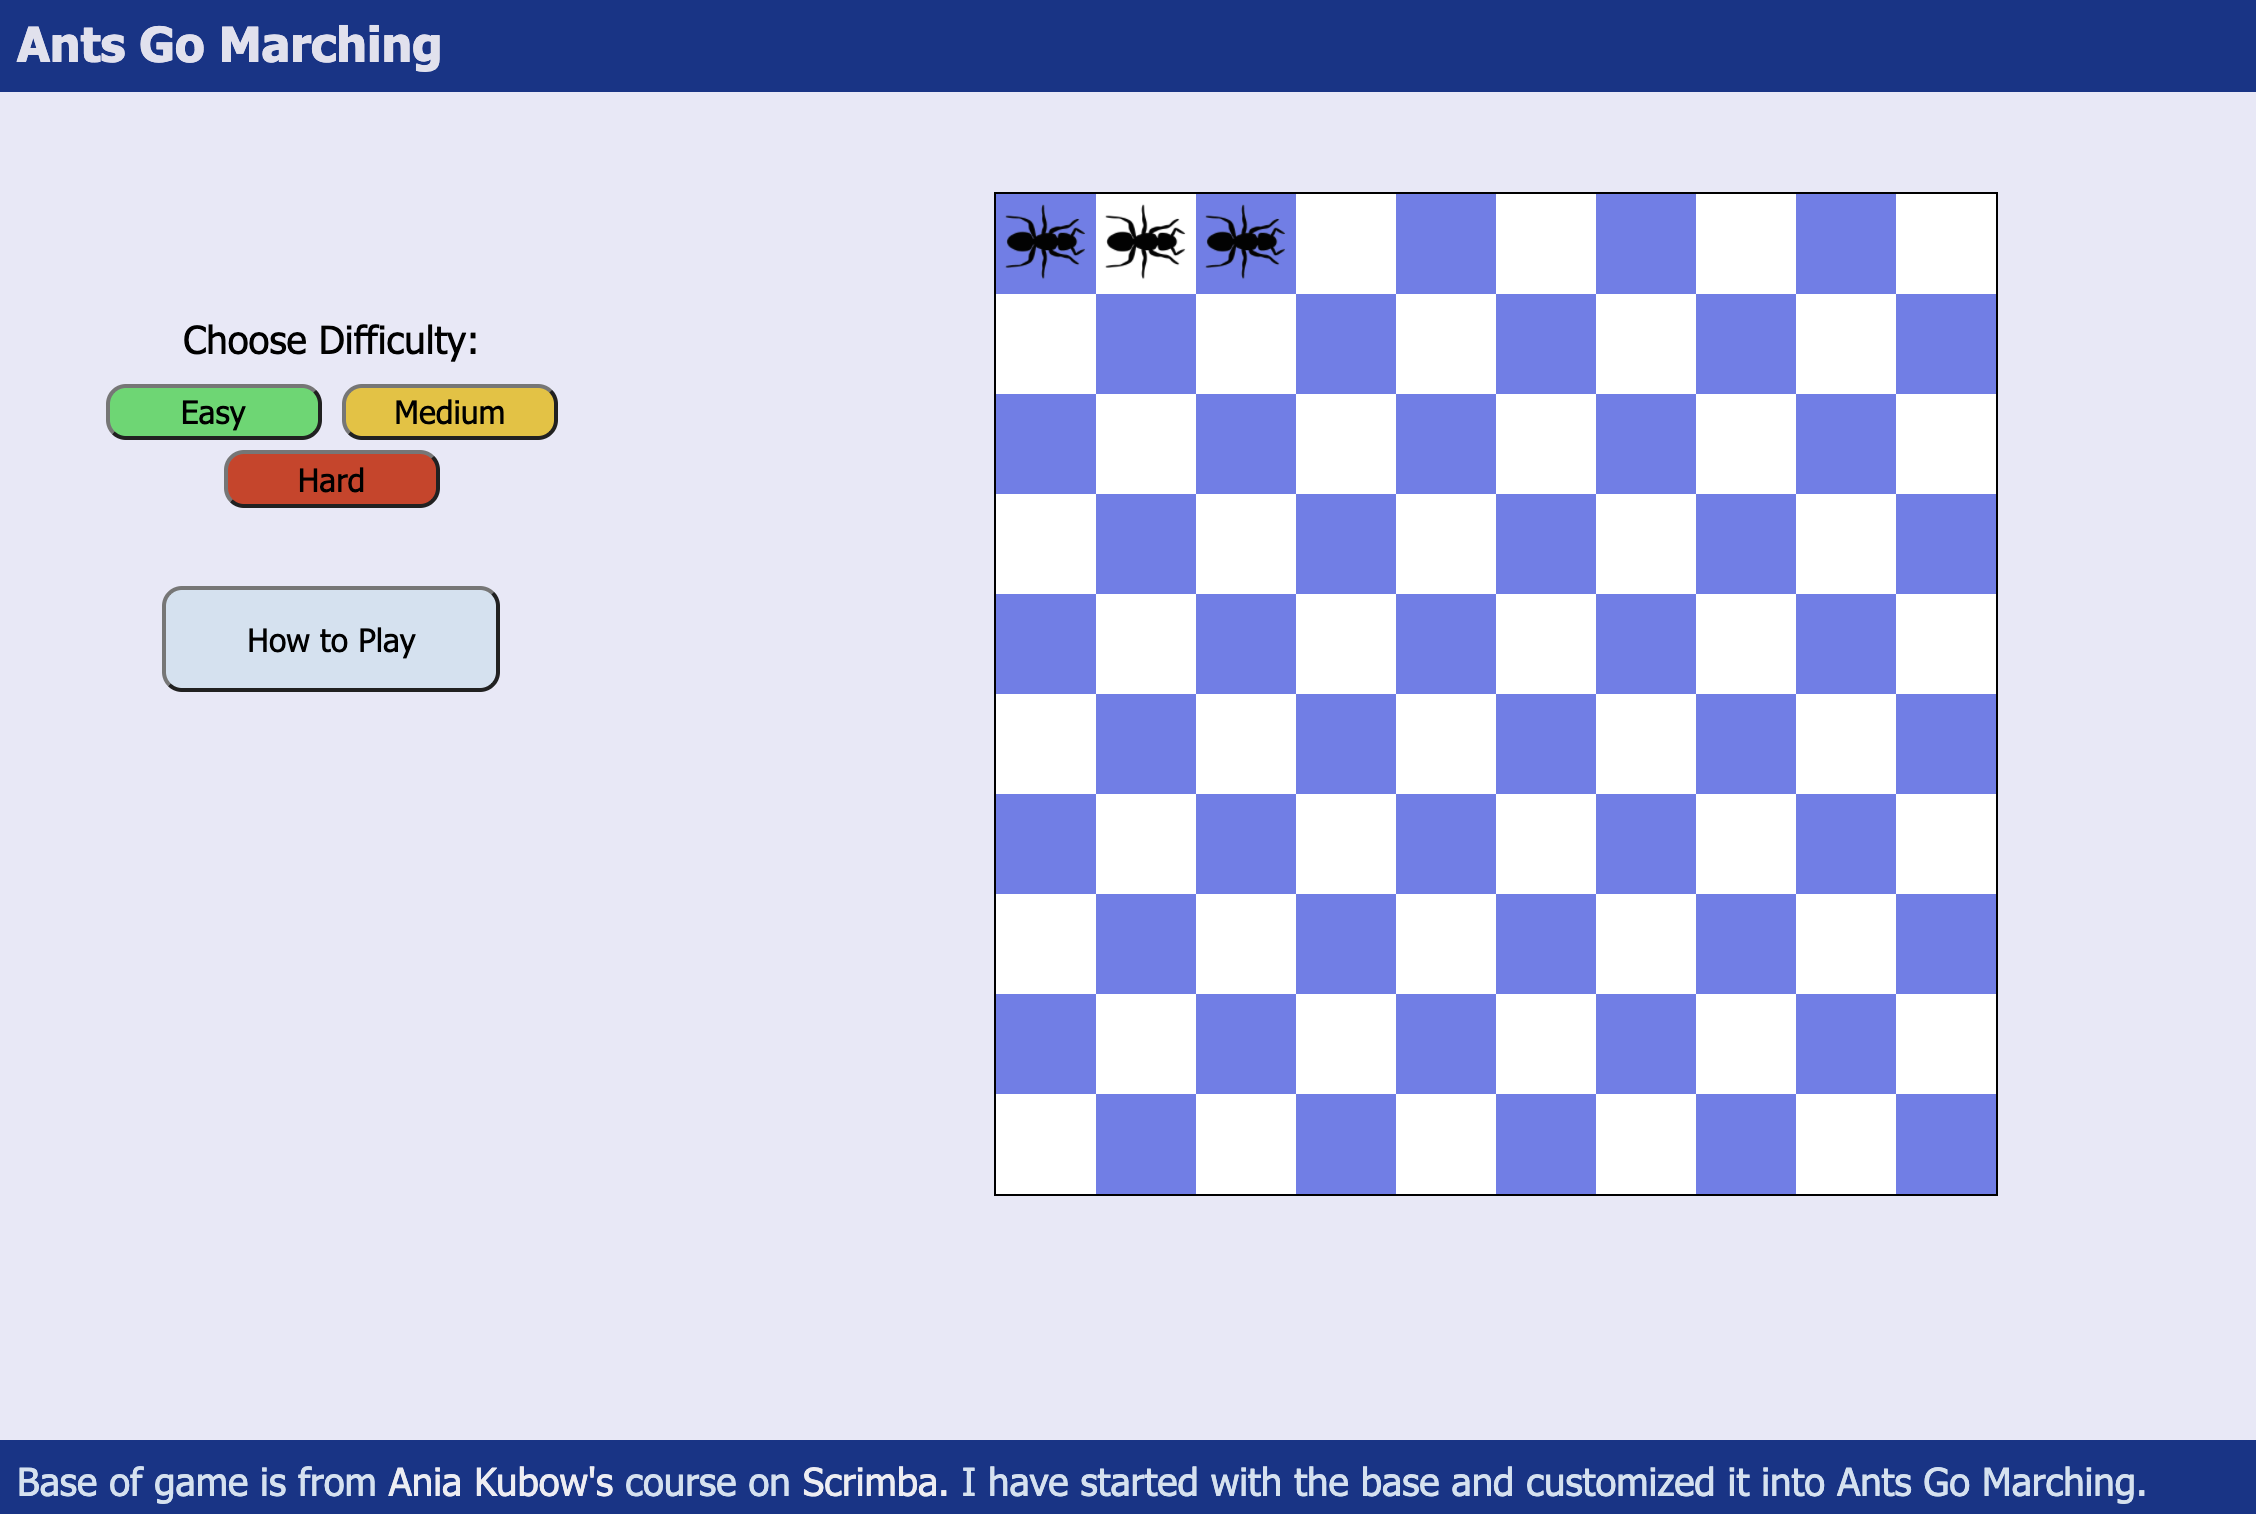 Ants Go Marching
Choose Difficulty:
Easy
Medium
Hard
How to Play
Base of game is from Ania Kubow's course on Scrimba. I have started with the base and customized it into Ants Go Marching.